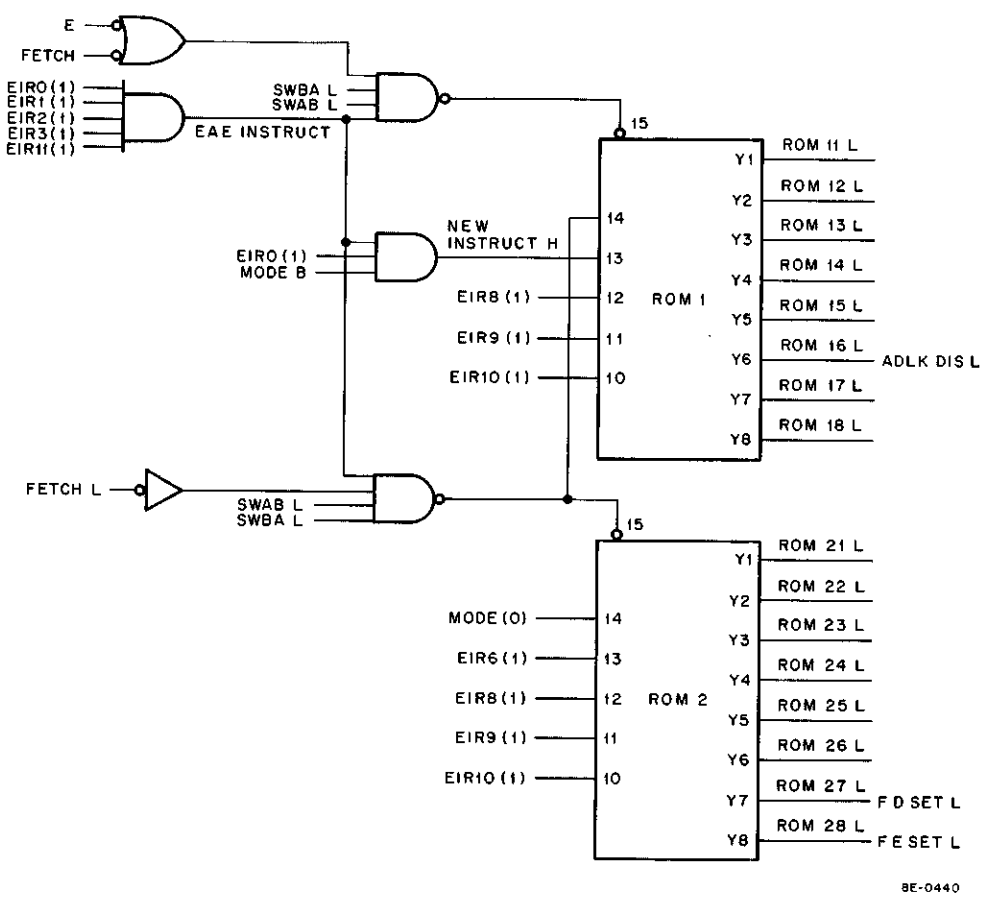 E
FETCH
EIR0(1)
EIR1(1)
EIR2(1)
EIR3(1)
EIR11(1)
EAE INSTRUCT
SWBA L
SWAB L
15
EIR0(1)
MODE B
NEW
INSTRUCT H
EIR8(1)
EIR9(1)
EIR10(1)
14
13
12
11
10
ROM 1
Y1 ROM 11 L
Y2 ROM 12 L
Y3 ROM 13 L
Y4 ROM 14 L
Y5 ROM 15 L
Y6 ROM 16 L ADLK DIS L
Y7 ROM 17 L
Y8 ROM 18 L
FETCH L
SWAB L
SWBA L
15
MODE(0) 14
EIR6(1) 13
EIR8(1) 12
EIR9(1) 11
EIR10(1) 10
ROM 2
Y1 ROM 21 L
Y2 ROM 22 L
Y3 ROM 23 L
Y4 ROM 24 L
Y5 ROM 25 L
Y6 ROM 26 L
Y7 ROM 27 L F D SET L
Y8 ROM 28 L F E SET L
8E-0440